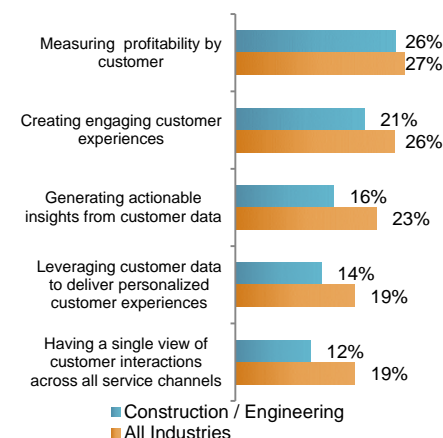 Measuring profitability by
customer
26%
27%
Creating engaging customer
experiences
21%
26%
Generating actionable
insights from customer data
16%
23%
Leveraging customer data
to deliver personalized
customer experiences
14%
19%
Having a single view of
customer interactions
across all service channels
12%
19%
Construction / Engineering
All Industries